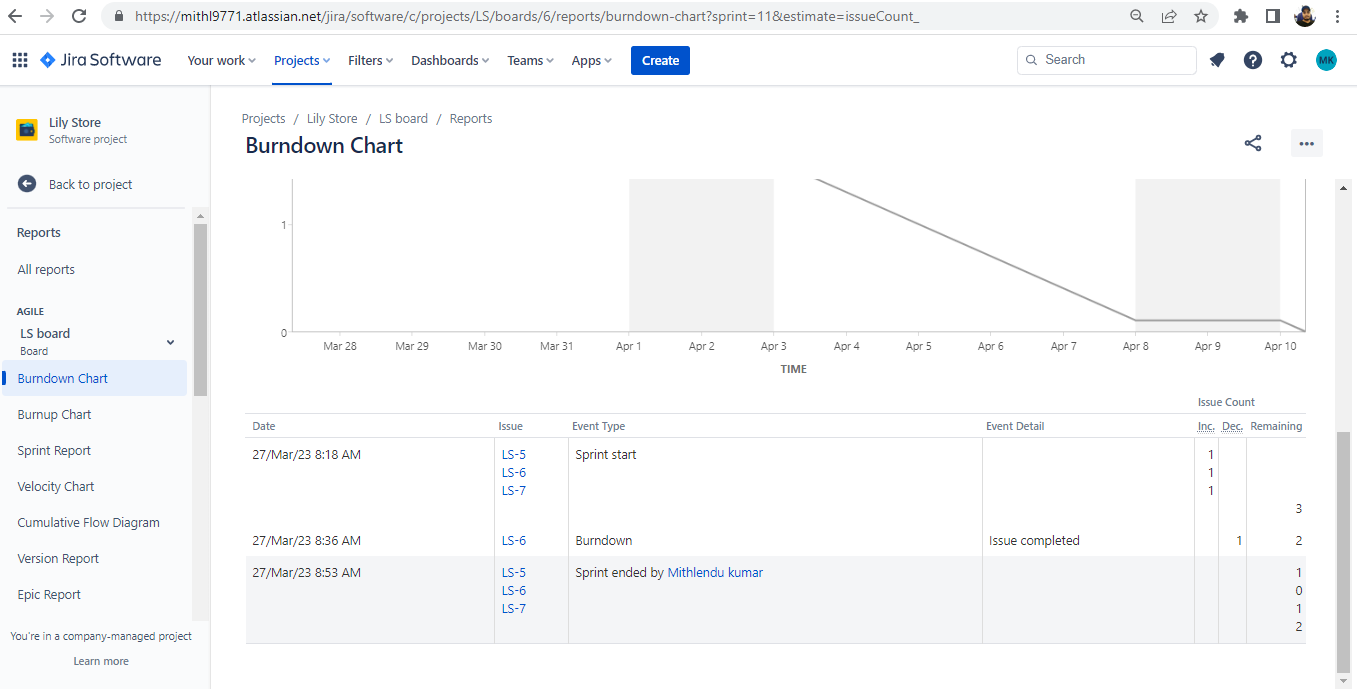 https://mithl9771.atlassian.net/jira/software/c/projects/LS/boards/6/reports/burndown-chart?sprint=11&estimate=issueCount_
Jira Software Your work Projects Filters Dashboards Teams Apps Create Search MK
Lily Store
Software project
Back to project
Reports
All reports
AGILE
LS board
Board
Burndown Chart
Burnup Chart
Sprint Report
Velocity Chart
Cumulative Flow Diagram
Version Report
Epic Report
You're in a company-managed project
Learn more
Projects / Lily Store / LS board / Reports
Burndown Chart
1
0
Mar 28 Mar 29 Mar 30 Mar 31 Apr 1 Apr 2 Apr 3 Apr 4 Apr 5 Apr 6 Apr 7 Apr 8 Apr 9 Apr 10
TIME
Issue Count
Date Issue Event Type Event Detail Inc. Dec. Remaining
27/Mar/23 8:18 AM LS-5 Sprint start 1
LS-6 1
LS-7 1
3
27/Mar/23 8:36 AM LS-6 Burndown Issue completed 1 2
27/Mar/23 8:53 AM LS-5 Sprint ended by Mithlendu kumar 1
LS-6 0
LS-7 1
2